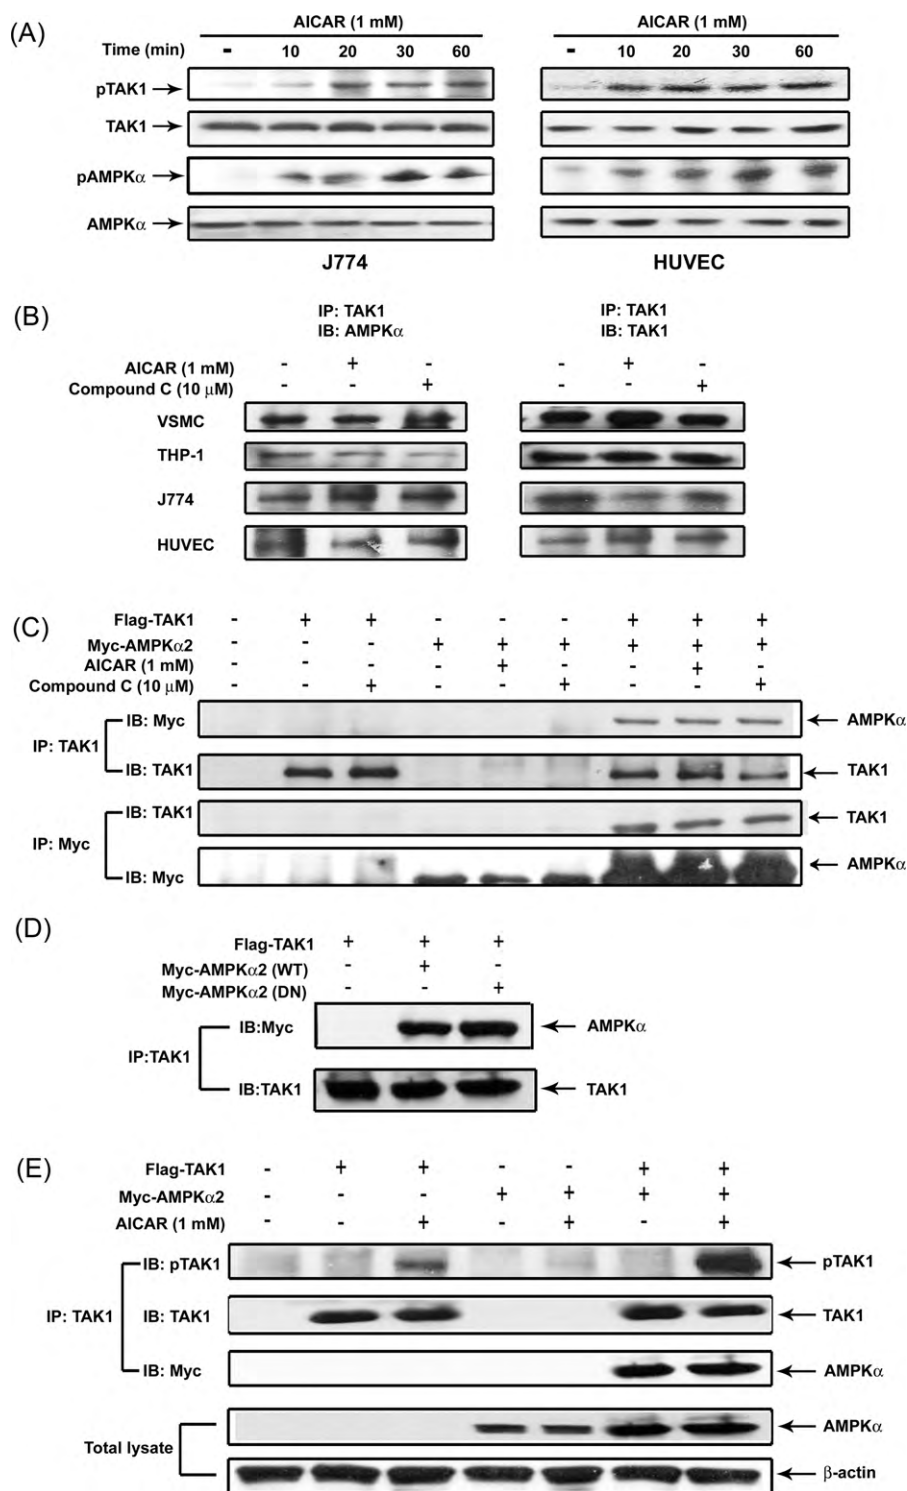 (A)
AICAR (1 mM) AICAR (1 mM)
Time (min) - 10 20 30 60 - 10 20 30 60
pTAK1
TAK1
pAMPKα
AMPKα
J774 HUVEC
(B)
IP: TAK1 IP: TAK1
IB: AMPKα IB: TAK1
AICAR (1 mM) - + - - + -
Compound C (10 μM) - - + - - +
VSMC
THP-1
J774
HUVEC
(C)
Flag-TAK1 - + + - - - + + +
Myc-AMPKα2 - - - + + + + + +
AICAR (1 mM) - - - - + - - + -
Compound C (10 μM) - - + - - + - - +
IB: Myc AMPKα
IP: TAK1
IB: TAK1 TAK1
IB: TAK1 TAK1
IP: Myc
IB: Myc AMPKα
(D)
Flag-TAK1 + + +
Myc-AMPKα2 (WT) - + -
Myc-AMPKα2 (DN) - - +
IB:Myc AMPKα
IP:TAK1
IB:TAK1 TAK1
(E)
Flag-TAK1 - + + - - + +
Myc-AMPKα2 - - - + + + +
AICAR (1 mM) - - + - + - +
IB: pTAK1 pTAK1
IP: TAK1 IB: TAK1 TAK1
IB: Myc AMPKα
AMPKα
Total lysate
β-actin